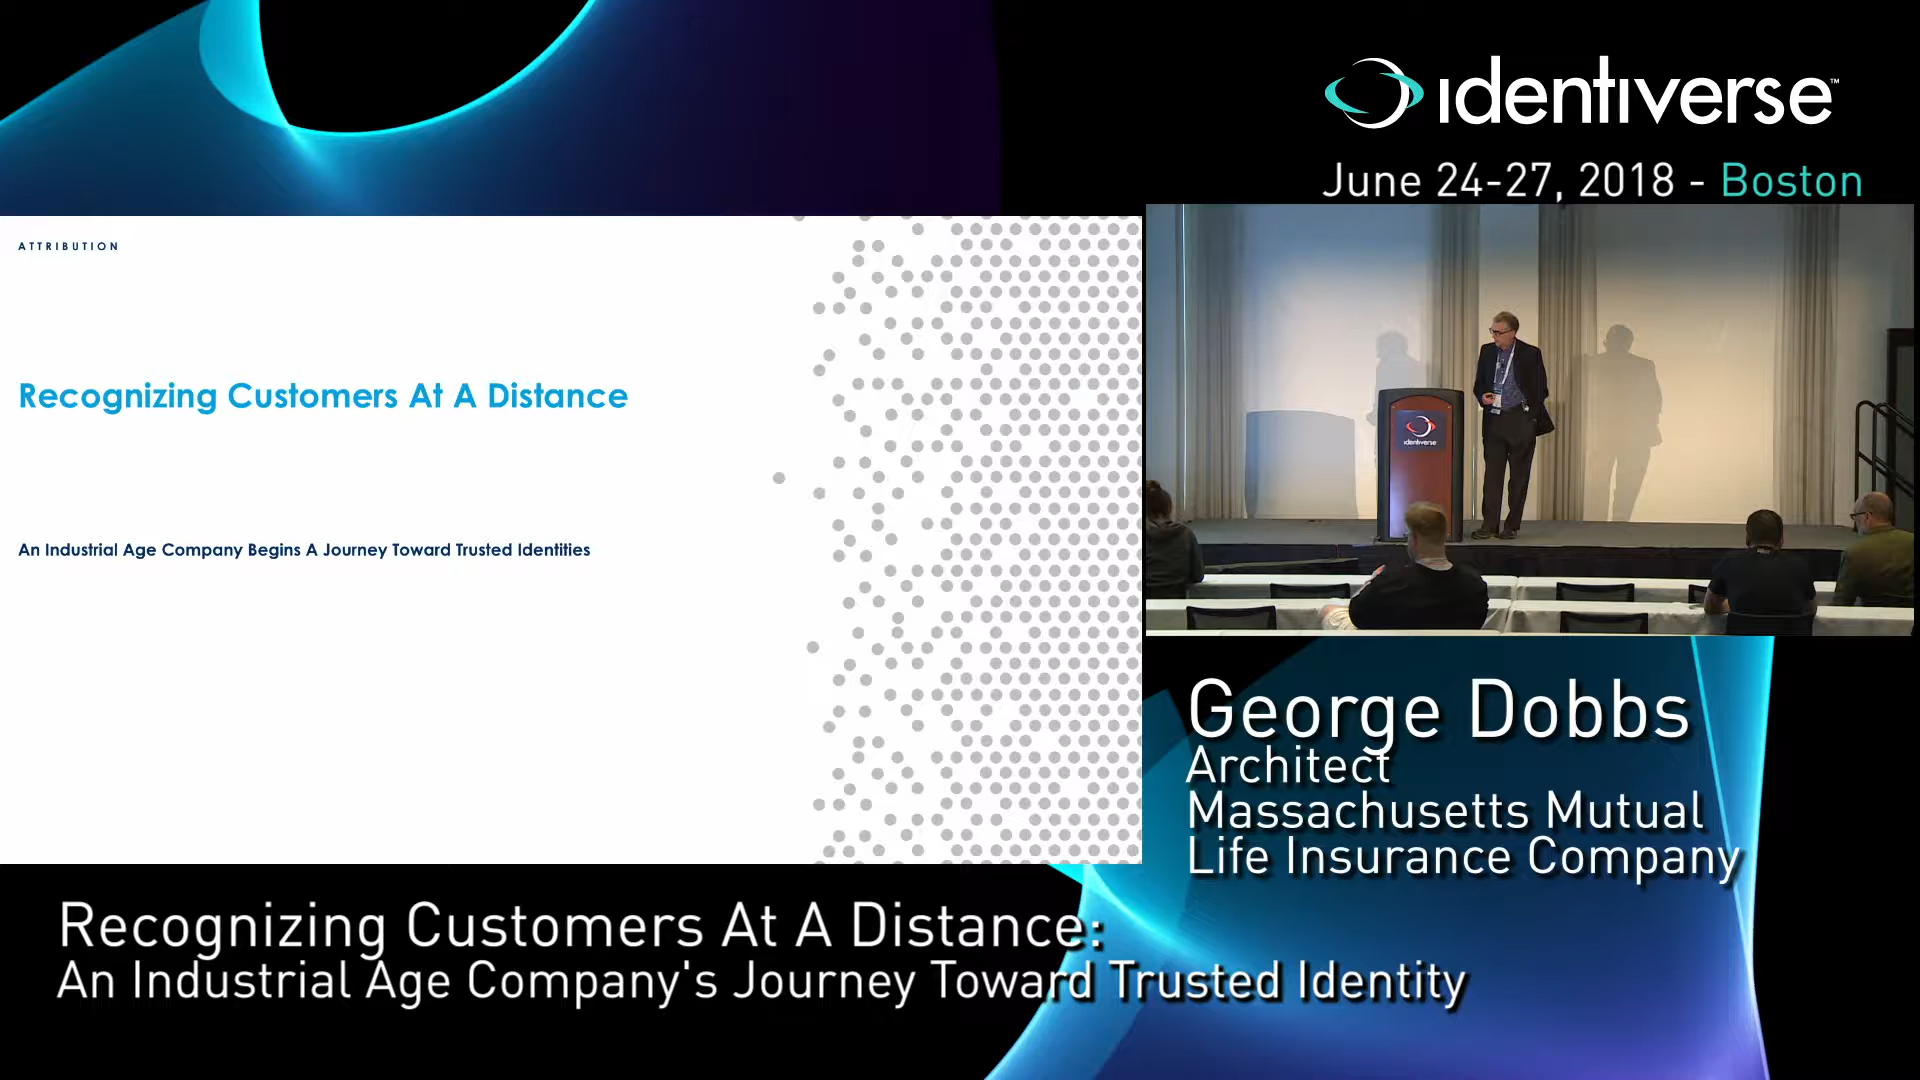 identiverse™
June 24-27, 2018 - Boston
ATTRIBUTION
Recognizing Customers At A Distance
An Industrial Age Company Begins A Journey Toward Trusted Identities
identiverse
George Dobbs
Architect
Massachusetts Mutual
Life Insurance Company
Recognizing Customers At A Distance:
An Industrial Age Company's Journey Toward Trusted Identity